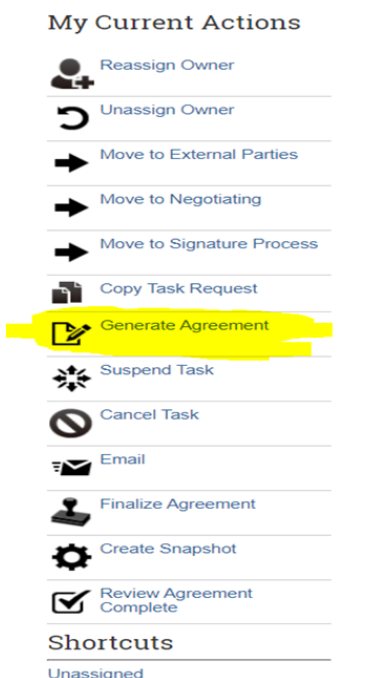 My Current Actions
Reassign Owner
Unassign Owner
Move to External Parties
Move to Negotiating
Move to Signature Process
Copy Task Request
Generate Agreement
Suspend Task
Cancel Task
Email
Finalize Agreement
Create Snapshot
Review Agreement
Complete
Shortcuts
Unassigned